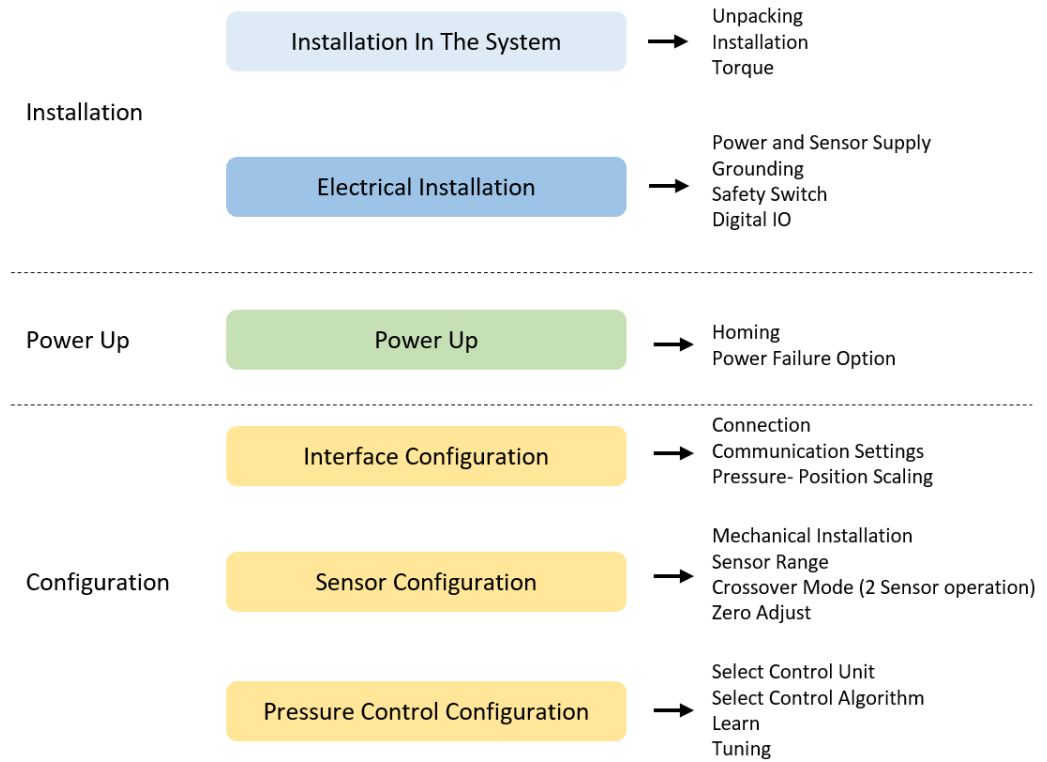 Installation
Installation In The System
Unpacking
Installation
Torque
Electrical Installation
Power and Sensor Supply
Grounding
Safety Switch
Digital IO
Power Up
Power Up
Homing
Power Failure Option
Configuration
Interface Configuration
Connection
Communication Settings
Pressure- Position Scaling
Sensor Configuration
Mechanical Installation
Sensor Range
Crossover Mode (2 Sensor operation)
Zero Adjust
Pressure Control Configuration
Select Control Unit
Select Control Algorithm
Learn
Tuning